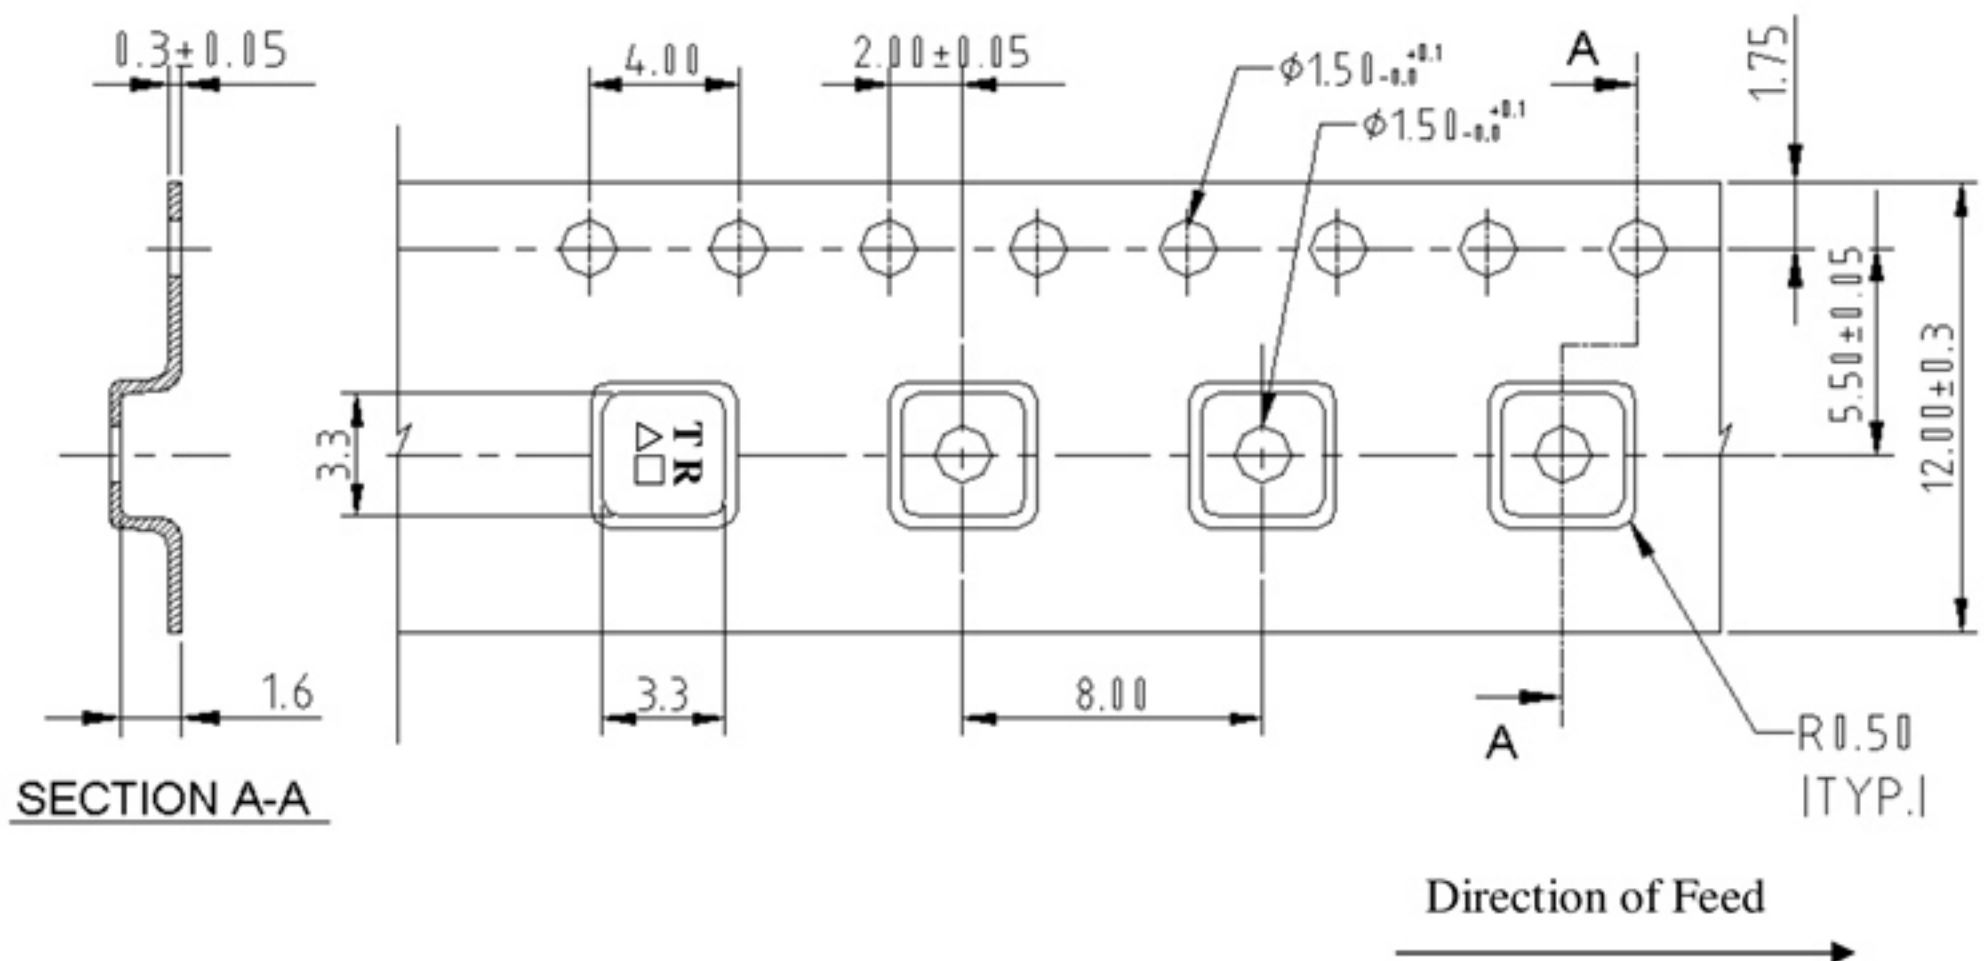 0.3±0.05
4.00
2.00±0.05
ϕ1.50 +0.1 -0.0
ϕ1.50 +0.1 -0.0
A
1.75
5.50±0.05
12.00±0.3
3.3
T R
△□
1.6
3.3
8.00
A
R0.50
|TYP.|
SECTION A-A
Direction of Feed